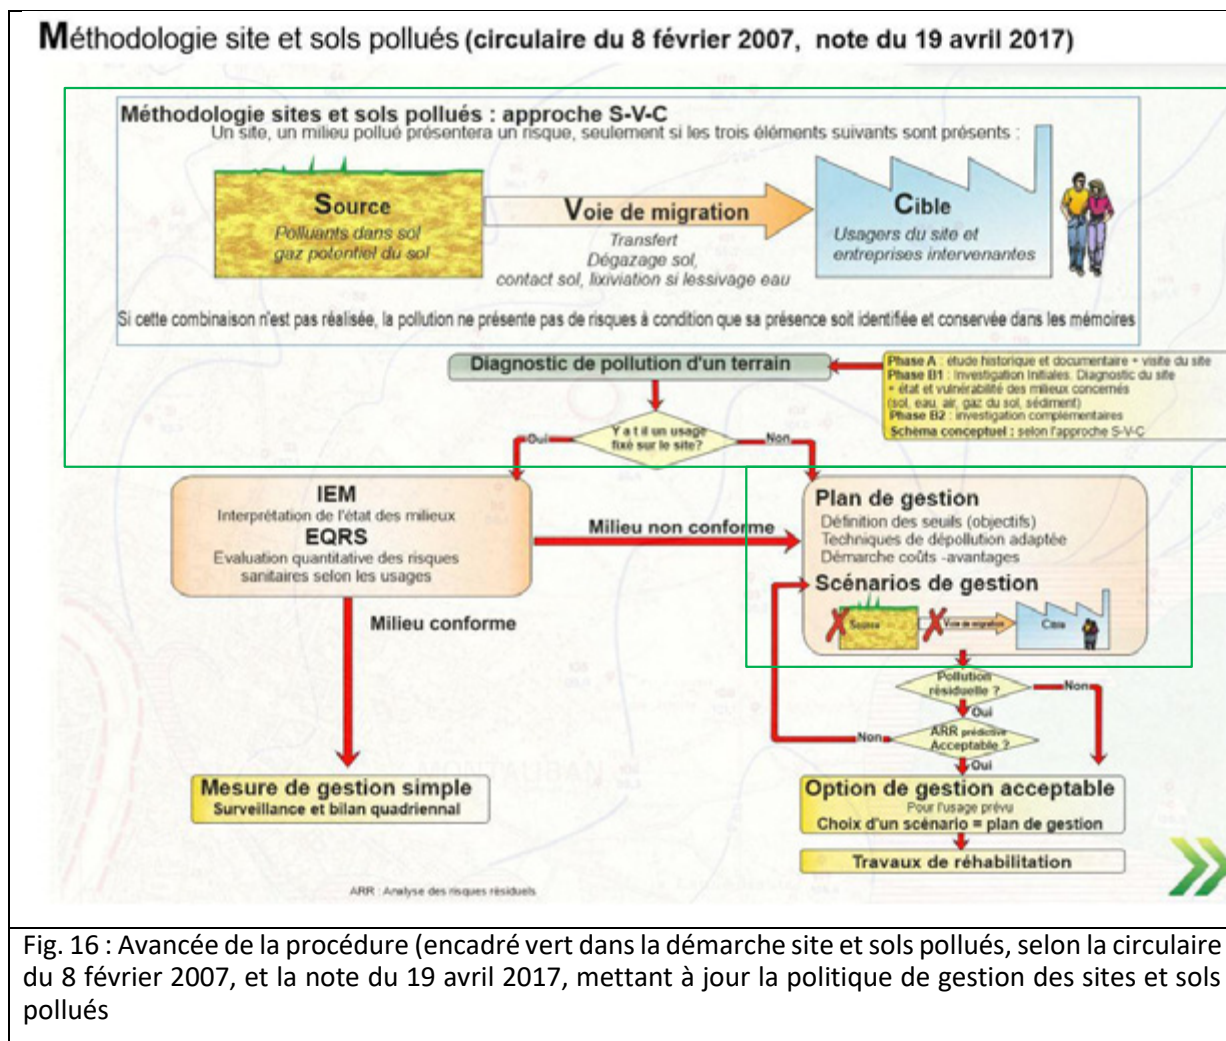 Méthodologie site et sols pollués (circulaire du 8 février 2007, note du 19 avril 2017)
Méthodologie sites et sols pollués : approche S-V-C
Un site, un milieu pollué présentera un risque, seulement si les trois éléments suivants sont présents :
Source
Polluants dans sol
gaz potentiel du sol
Voie de migration
Transfert
Dégazage sol,
contact sol, lixiviation si lessivage eau
Cible
Usagers du site et
entreprises intervenantes
Si cette combinaison n'est pas réalisée, la pollution ne présente pas de risques à condition que sa présence soit identifiée et conservée dans les mémoires
Diagnostic de pollution d'un terrain
Phase A : étude historique et documentaire + visite du site
Phase B1 : Investigation Initiales. Diagnostic du site
+ état et vulnérabilité des milieux concernés
(sol, eau, air, gaz du sol, sédiment)
Phase B2 : investigation complémentaires
Schéma conceptuel : selon l'approche S-V-C
Oui
Y a t il un usage
fixé sur le site?
Non
IEM
Interprétation de l'état des milieux
EQRS
Evaluation quantitative des risques
sanitaires selon les usages
Milieu non conforme
Plan de gestion
Définition des seuils (objectifs)
Techniques de dépollution adaptée
Démarche coûts -avantages
Scénarios de gestion
Source
Voie de migration
Cible
Milieu conforme
Pollution
résiduelle ?
Non
Oui
Non
ARR prédictive
Acceptable ?
Oui
MONTAUBAN
Mesure de gestion simple
Surveillance et bilan quadriennal
Option de gestion acceptable
Pour l'usage prévu
Choix d'un scénario = plan de gestion
Travaux de réhabilitation
ARR : Analyse des risques résiduels
Fig. 16 : Avancée de la procédure (encadré vert dans la démarche site et sols pollués, selon la circulaire
du 8 février 2007, et la note du 19 avril 2017, mettant à jour la politique de gestion des sites et sols
pollués